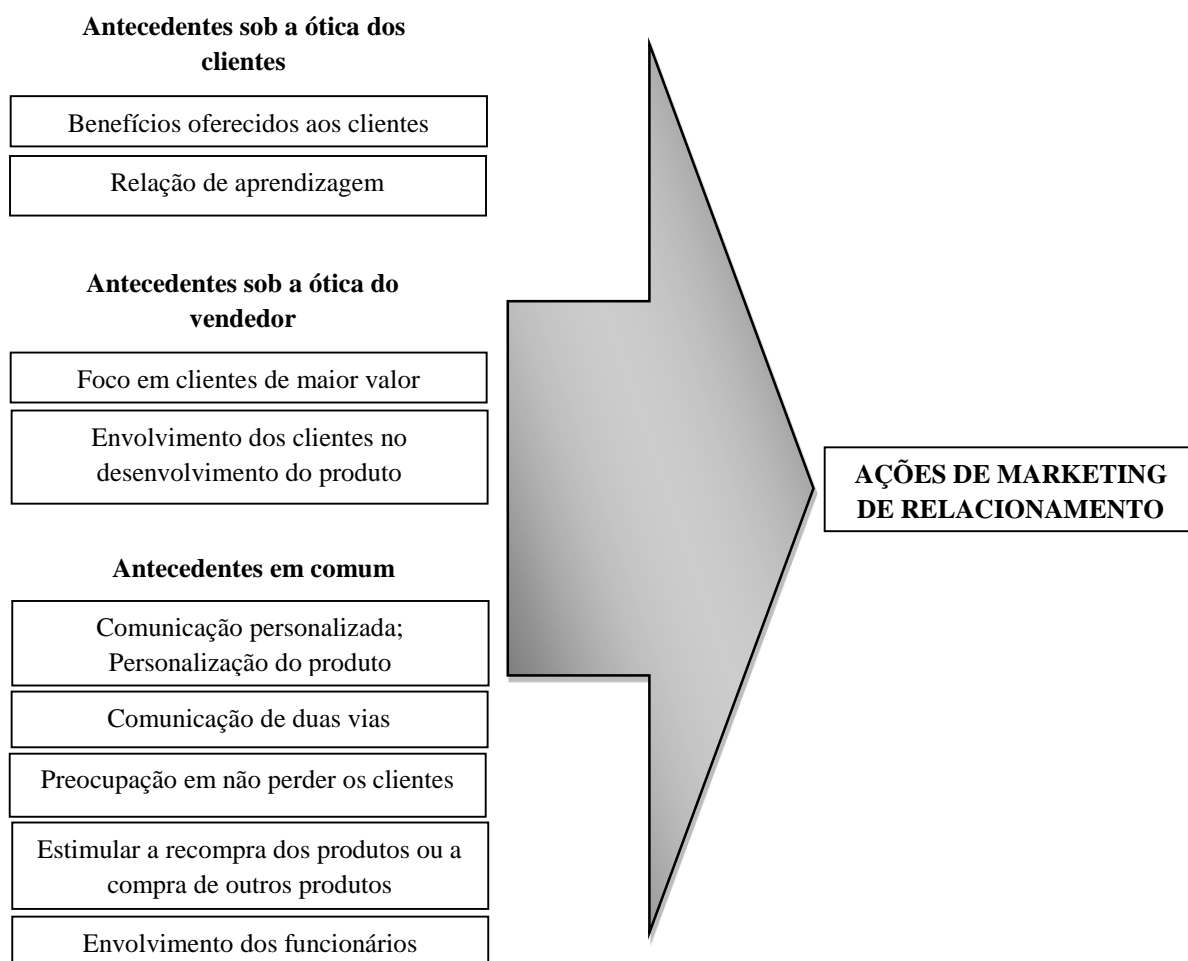 Antecedentes sob a ótica dos
clientes
Benefícios oferecidos aos clientes
Relação de aprendizagem
Antecedentes sob a ótica do
vendedor
Foco em clientes de maior valor
Envolvimento dos clientes no
desenvolvimento do produto
Antecedentes em comum
Comunicação personalizada;
Personalização do produto
Comunicação de duas vias
Preocupação em não perder os clientes
Estimular a recompra dos produtos ou a
compra de outros produtos
Envolvimento dos funcionários
AÇÕES DE MARKETING
DE RELACIONAMENTO